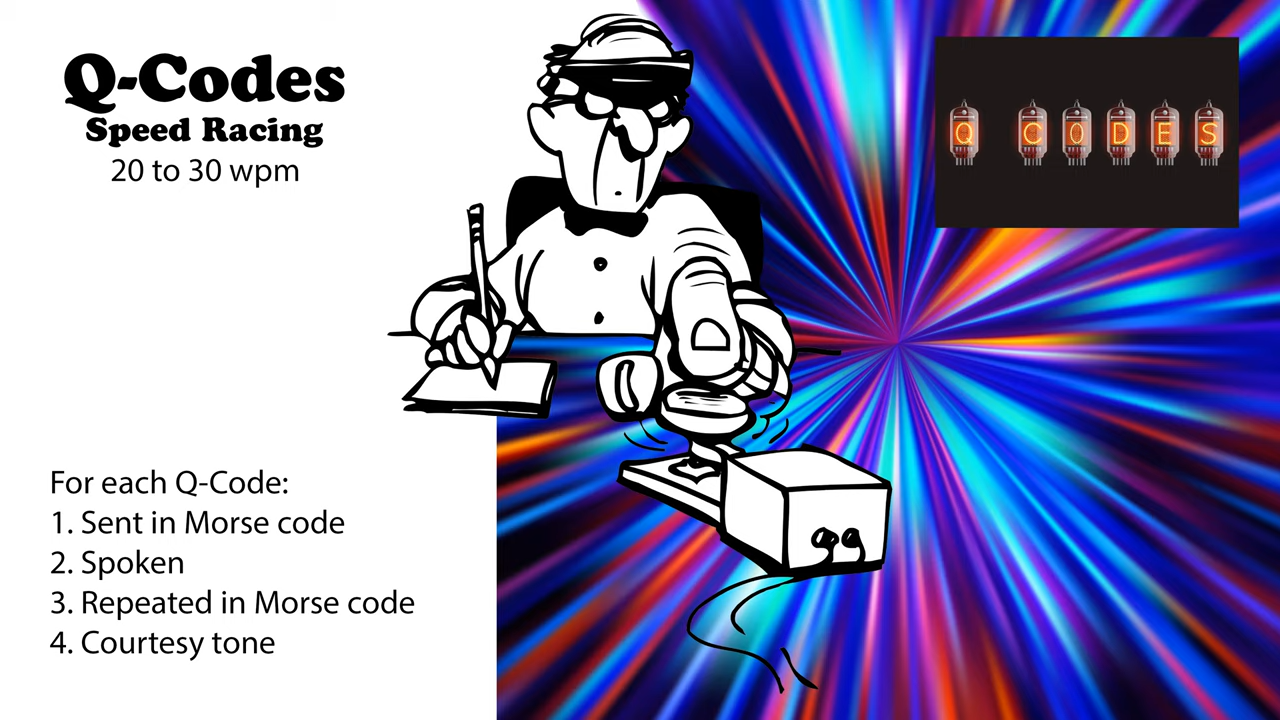 Q-Codes
Speed Racing
20 to 30 wpm
Q CODES
For each Q-Code:
1. Sent in Morse code
2. Spoken
3. Repeated in Morse code
4. Courtesy tone